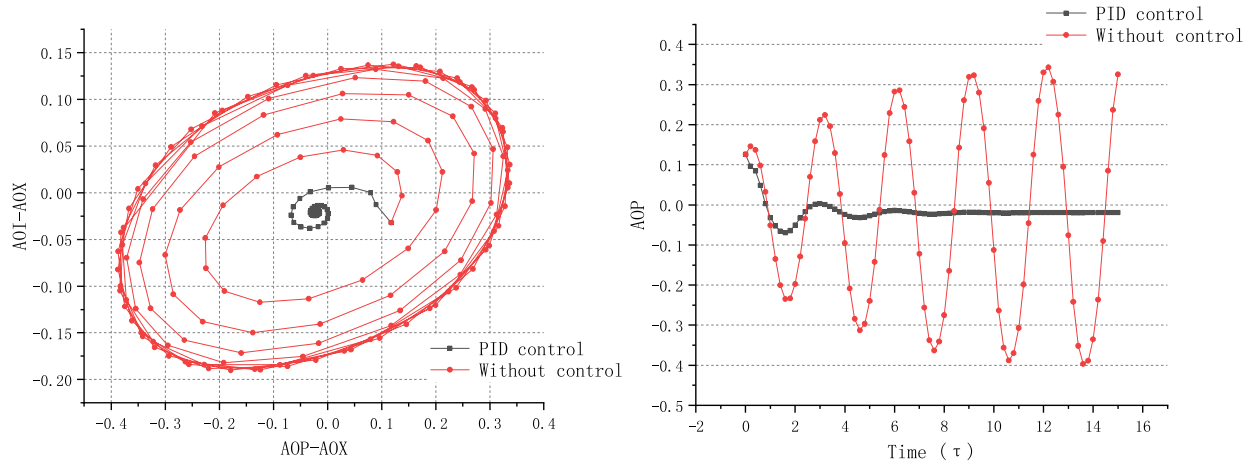 0.15
0.10
0.05
0.00
-0.05
-0.10
-0.15
-0.20
AOI-AOX
-0.4 -0.3 -0.2 -0.1 0.0 0.1 0.2 0.3 0.4
AOP-AOX
PID control
Without control
PID control
Without control
0.4
0.3
0.2
0.1
0.0
-0.1
-0.2
-0.3
-0.4
-0.5
AOP
-2 0 2 4 6 8 10 12 14 16
Time (τ)